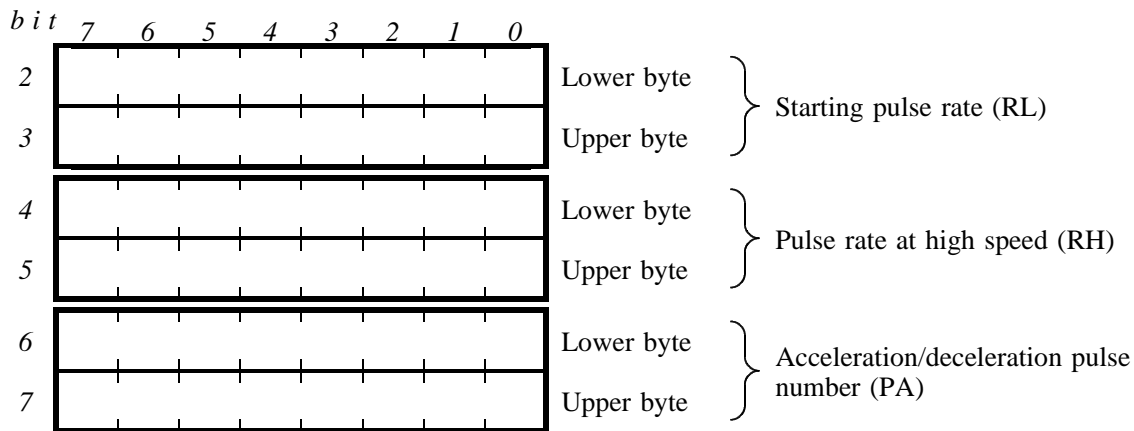 bit 7 6 5 4 3 2 1 0
2 Lower byte
Starting pulse rate (RL)
3 Upper byte
4 Lower byte
Pulse rate at high speed (RH)
5 Upper byte
6 Lower byte
Acceleration/deceleration pulse
number (PA)
7 Upper byte